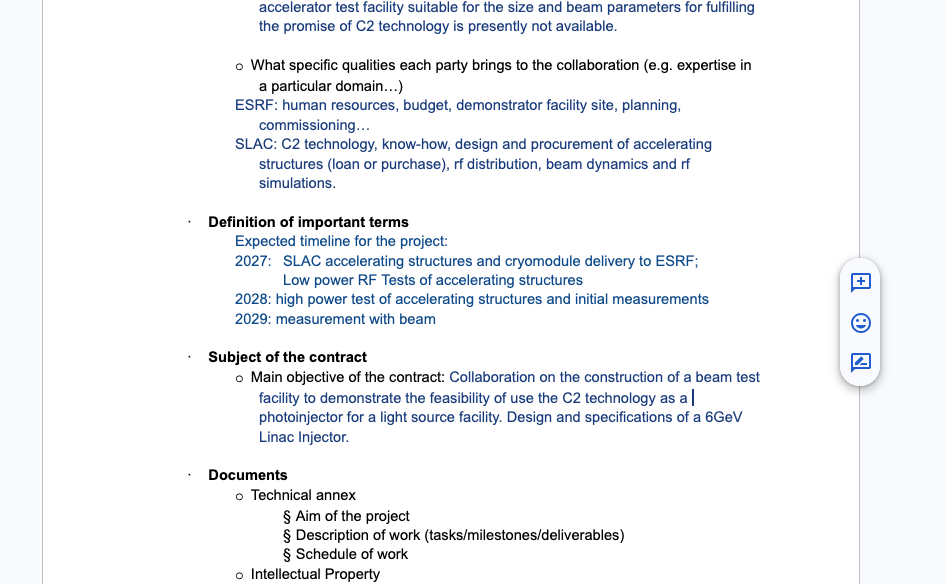 accelerator test facility suitable for the size and beam parameters for fulfilling
the promise of C2 technology is presently not available.
o What specific qualities each party brings to the collaboration (e.g. expertise in
a particular domain…)
ESRF: human resources, budget, demonstrator facility site, planning,
commissioning…
SLAC: C2 technology, know-how, design and procurement of accelerating
structures (loan or purchase), rf distribution, beam dynamics and rf
simulations.
· Definition of important terms
Expected timeline for the project:
2027: SLAC accelerating structures and cryomodule delivery to ESRF;
Low power RF Tests of accelerating structures
2028: high power test of accelerating structures and initial measurements
2029: measurement with beam
· Subject of the contract
o Main objective of the contract: Collaboration on the construction of a beam test
facility to demonstrate the feasibility of use the C2 technology as a
photoinjector for a light source facility. Design and specifications of a 6GeV
Linac Injector.
· Documents
o Technical annex
§ Aim of the project
§ Description of work (tasks/milestones/deliverables)
§ Schedule of work
o Intellectual Property